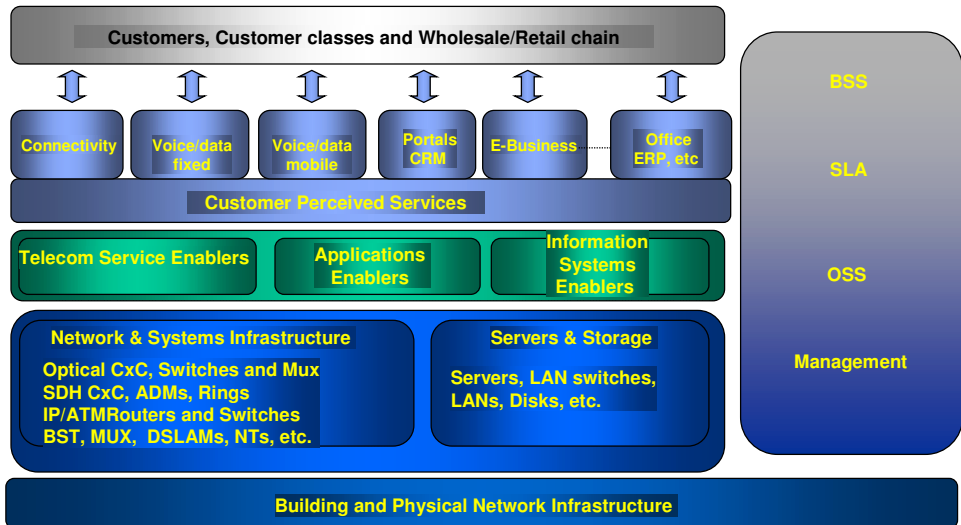 Customers, Customer classes and Wholesale/Retail chain
Connectivity
Voice/data
fixed
Voice/data
mobile
Portals
CRM
E-Business
Office
ERP, etc
Customer Perceived Services
Telecom Service Enablers
Applications
Enablers
Information
Systems
Enablers
Network & Systems Infrastructure
Optical CxC, Switches and Mux
SDH CxC, ADMs, Rings
IP/ATMRouters and Switches
BST, MUX, DSLAMs, NTs, etc.
Servers & Storage
Servers, LAN switches,
LANs, Disks, etc.
BSS
SLA
OSS
Management
Building and Physical Network Infrastructure